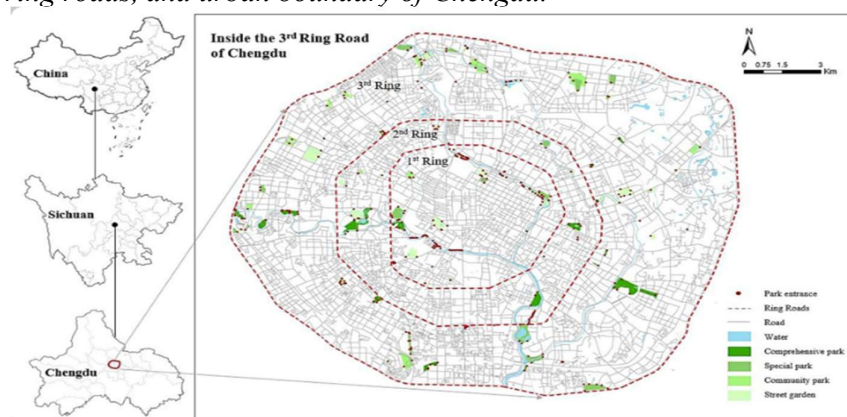 ring roads, and urban boundary of Chengdu.
China
Sichuan
Chengdu
Inside the 3rd Ring Road
of Chengdu
3rd Ring
2nd Ring
1st Ring
N
0 0.75 1.5 3
Km
Park entrance
Ring Roads
Road
Water
Comprehensive park
Special park
Community park
Street garden